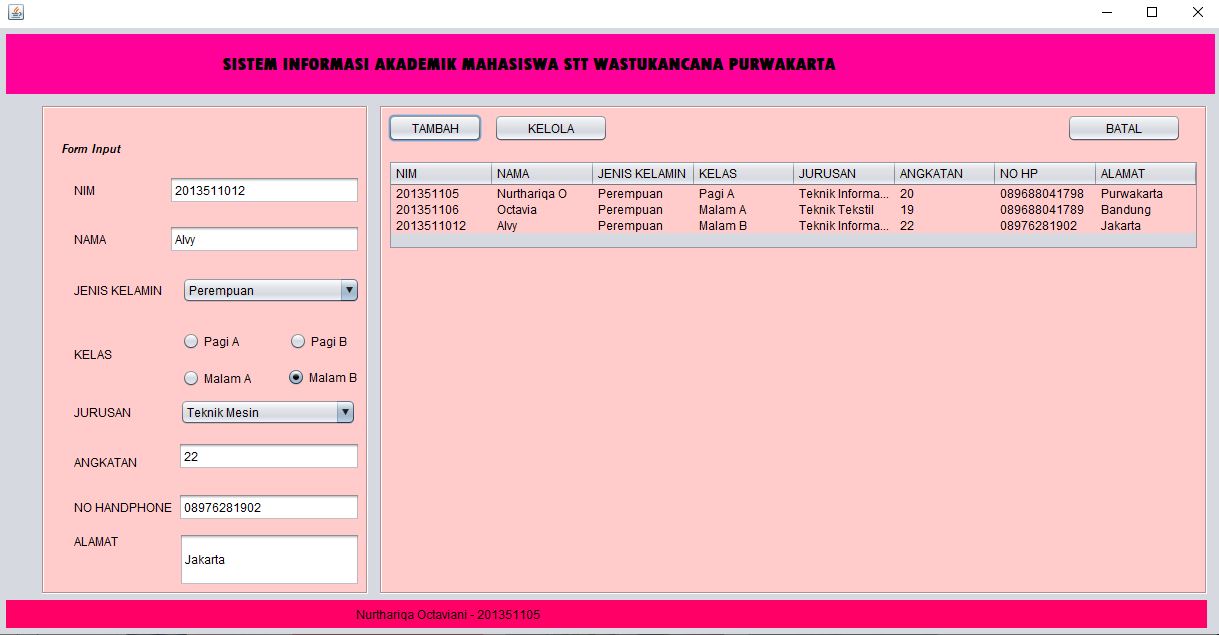 SISTEM INFORMASI AKADEMIK MAHASISWA STT WASTUKANCANA PURWAKARTA
Form Input
NIM 2013511012
NAMA Alvy
JENIS KELAMIN Perempuan
KELAS
Pagi A Pagi B
Malam A Malam B
JURUSAN Teknik Mesin
ANGKATAN 22
NO HANDPHONE 08976281902
ALAMAT Jakarta
TAMBAH KELOLA BATAL
NIM NAMA JENIS KELAMIN KELAS JURUSAN ANGKATAN NO HP ALAMAT
201351105 Nurthariqa O Perempuan Pagi A Teknik Informa... 20 089688041798 Purwakarta
201351106 Octavia Perempuan Malam A Teknik Tekstil 19 089688041789 Bandung
2013511012 Alvy Perempuan Malam B Teknik Informa... 22 08976281902 Jakarta
Nurthariqa Octaviani - 201351105